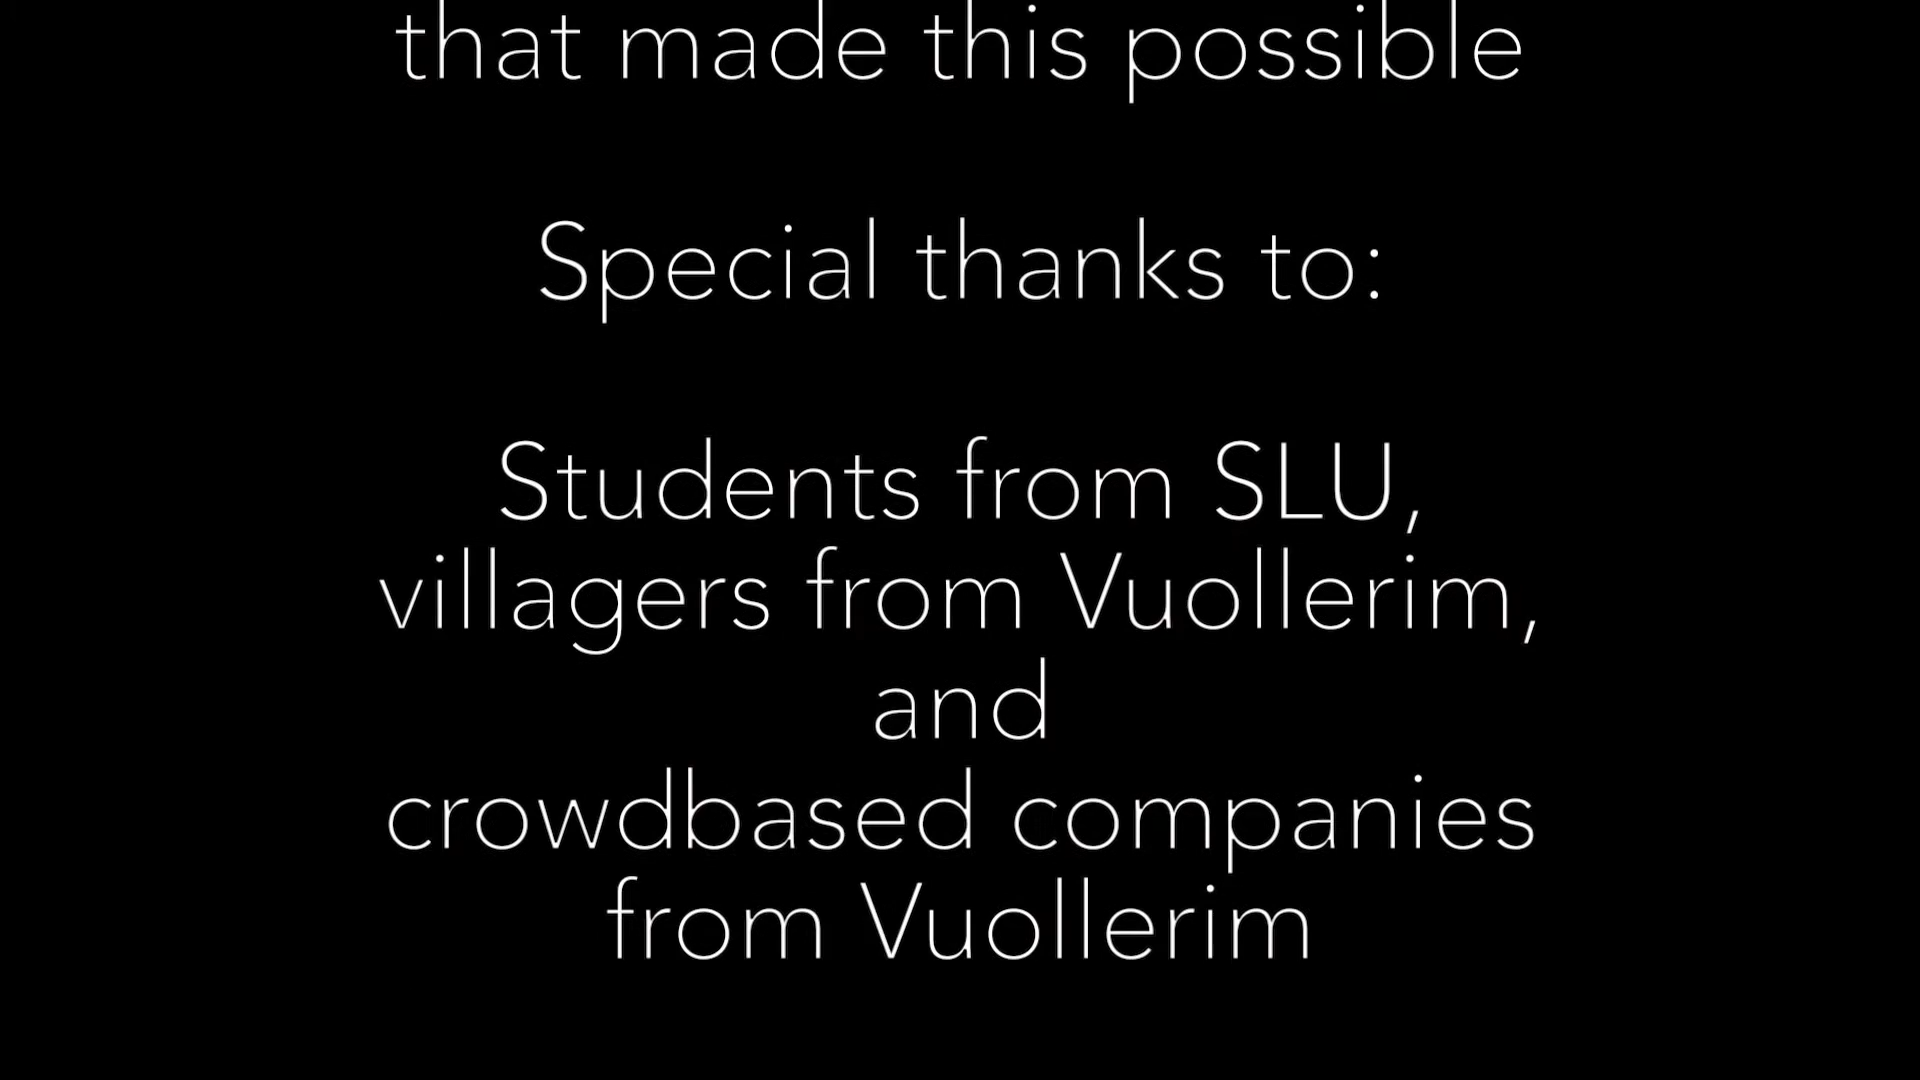 that made this possible
Special thanks to:
Students from SLU,
villagers from Vuollerim,
and
crowdbased companies
from Vuollerim